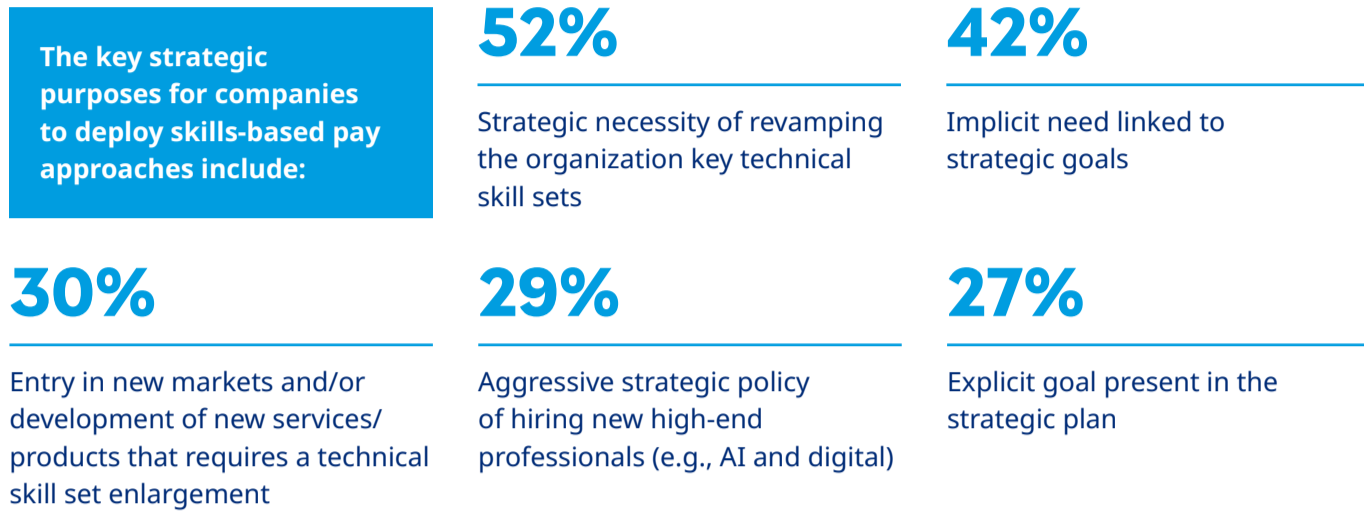 The key strategic
purposes for companies
to deploy skills-based pay
approaches include:
52%
Strategic necessity of revamping
the organization key technical
skill sets
42%
Implicit need linked to
strategic goals
30%
Entry in new markets and/or
development of new services/
products that requires a technical
skill set enlargement
29%
Aggressive strategic policy
of hiring new high-end
professionals (e.g., AI and digital)
27%
Explicit goal present in the
strategic plan